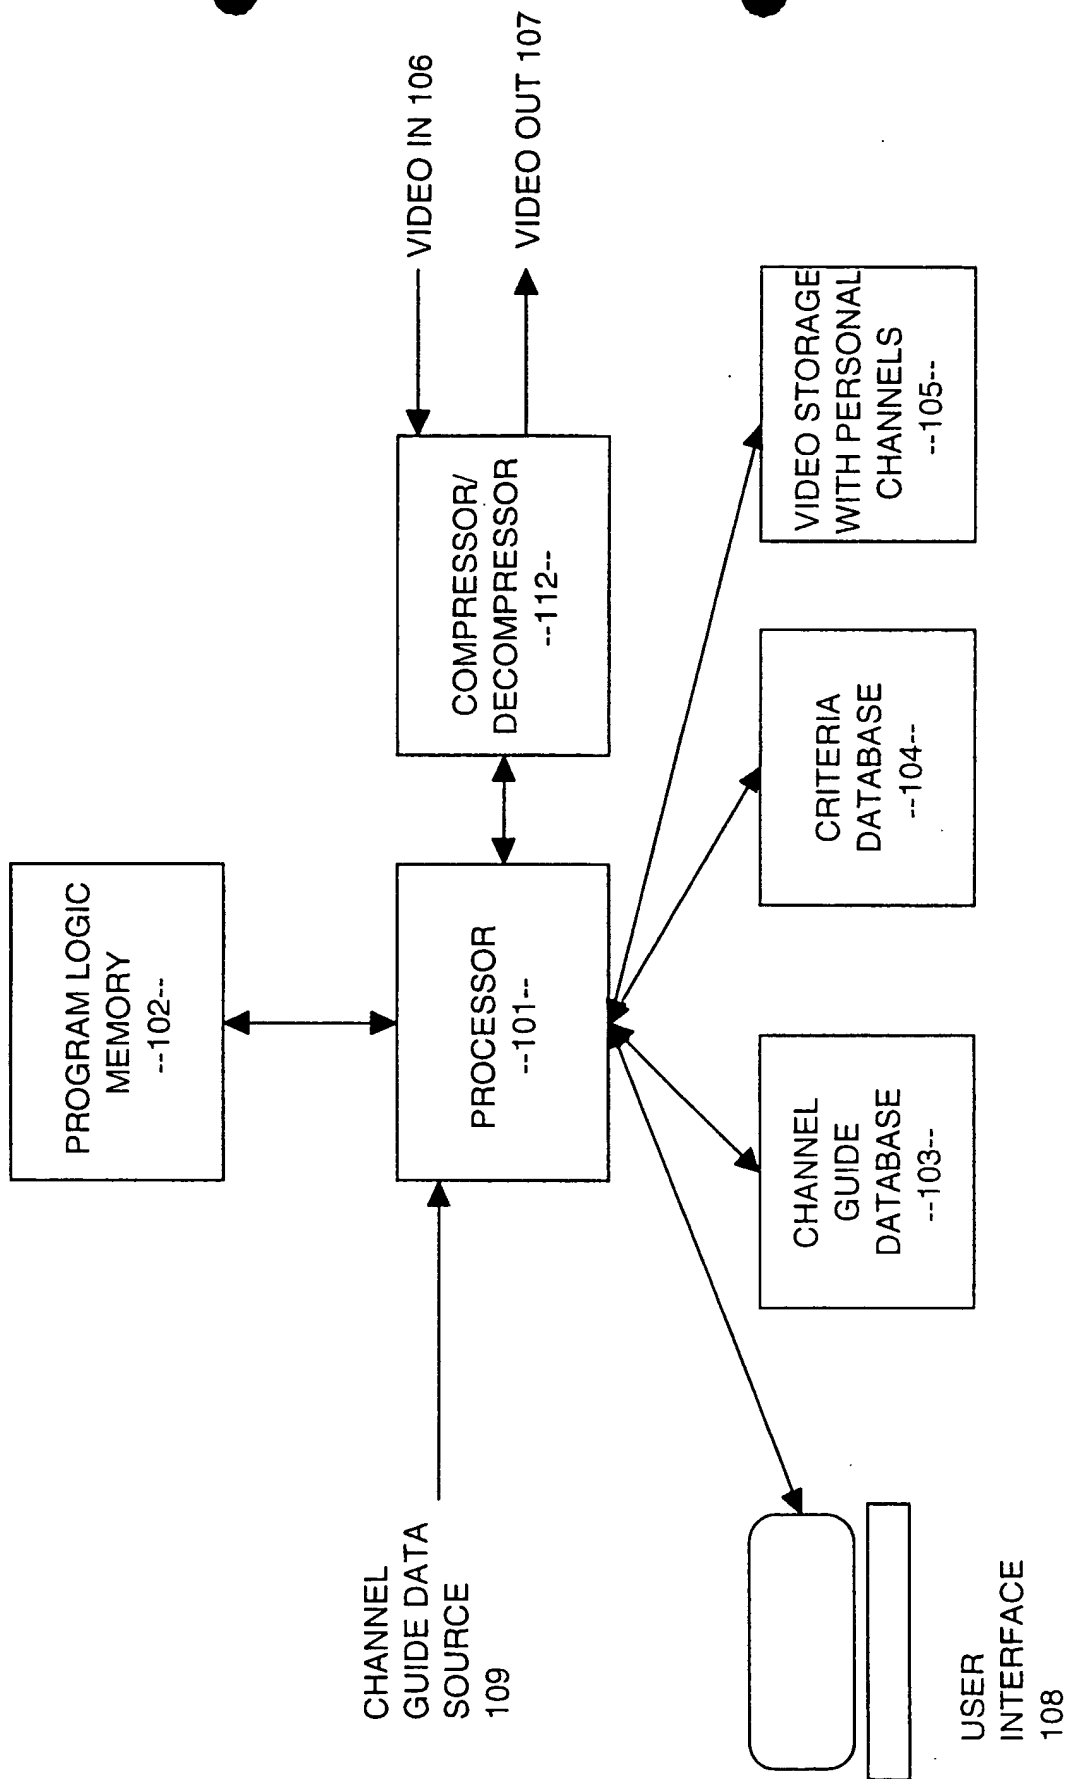 PROGRAM LOGIC
MEMORY
--102--
CHANNEL
GUIDE DATA
SOURCE
109
PROCESSOR
--101--
COMPRESSOR/
DECOMPRESSOR
--112--
VIDEO IN 106
VIDEO OUT 107
USER
INTERFACE
108
CHANNEL
GUIDE
DATABASE
--103--
CRITERIA
DATABASE
--104--
VIDEO STORAGE
WITH PERSONAL
CHANNELS
--105--